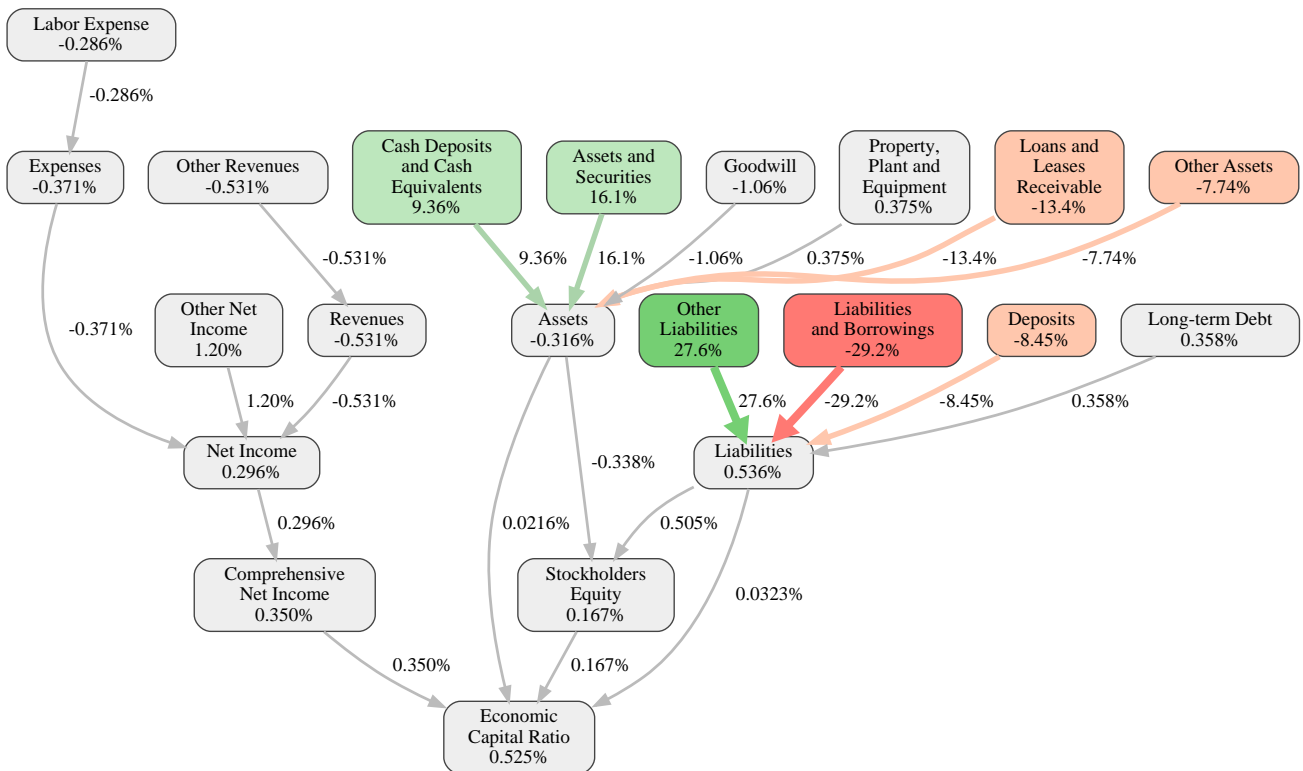 Labor Expense
-0.286%
-0.286%
Expenses
-0.371%
Other Revenues
-0.531%
Cash Deposits
and Cash
Equivalents
9.36%
Assets and
Securities
16.1%
Goodwill
-1.06%
Property,
Plant and
Equipment
0.375%
Loans and
Leases
Receivable
-13.4%
Other Assets
-7.74%
-0.531%
9.36%
16.1%
-1.06%
0.375%
-13.4%
-7.74%
-0.371%
Other Net
Income
1.20%
Revenues
-0.531%
Assets
-0.316%
Other
Liabilities
27.6%
Liabilities
and Borrowings
-29.2%
Deposits
-8.45%
Long-term Debt
0.358%
1.20%
-0.531%
27.6%
-29.2%
-8.45%
0.358%
Net Income
0.296%
-0.338%
Liabilities
0.536%
0.296%
0.0216%
0.505%
Comprehensive
Net Income
0.350%
Stockholders
Equity
0.167%
0.0323%
0.350%
0.167%
Economic
Capital Ratio
0.525%